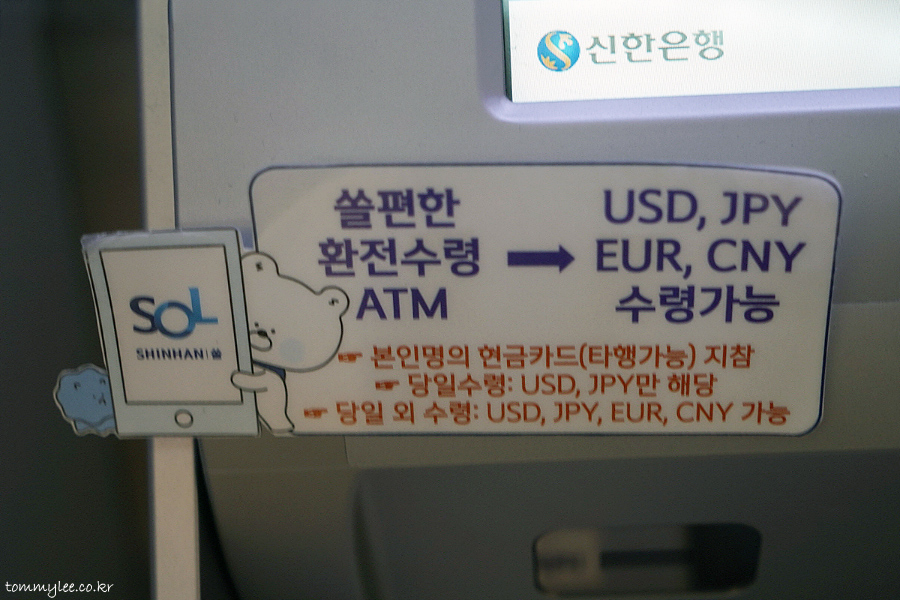 신한은행
쏠편한
환전수령
ATM
➡
USD, JPY
EUR, CNY
수령가능
SOL
SHINHAN | 쏠
☞ 본인명의 현금카드(타행가능) 지참
☞ 당일수령: USD, JPY만 해당
☞ 당일 외 수령: USD, JPY, EUR, CNY 가능
tommylee.co.kr